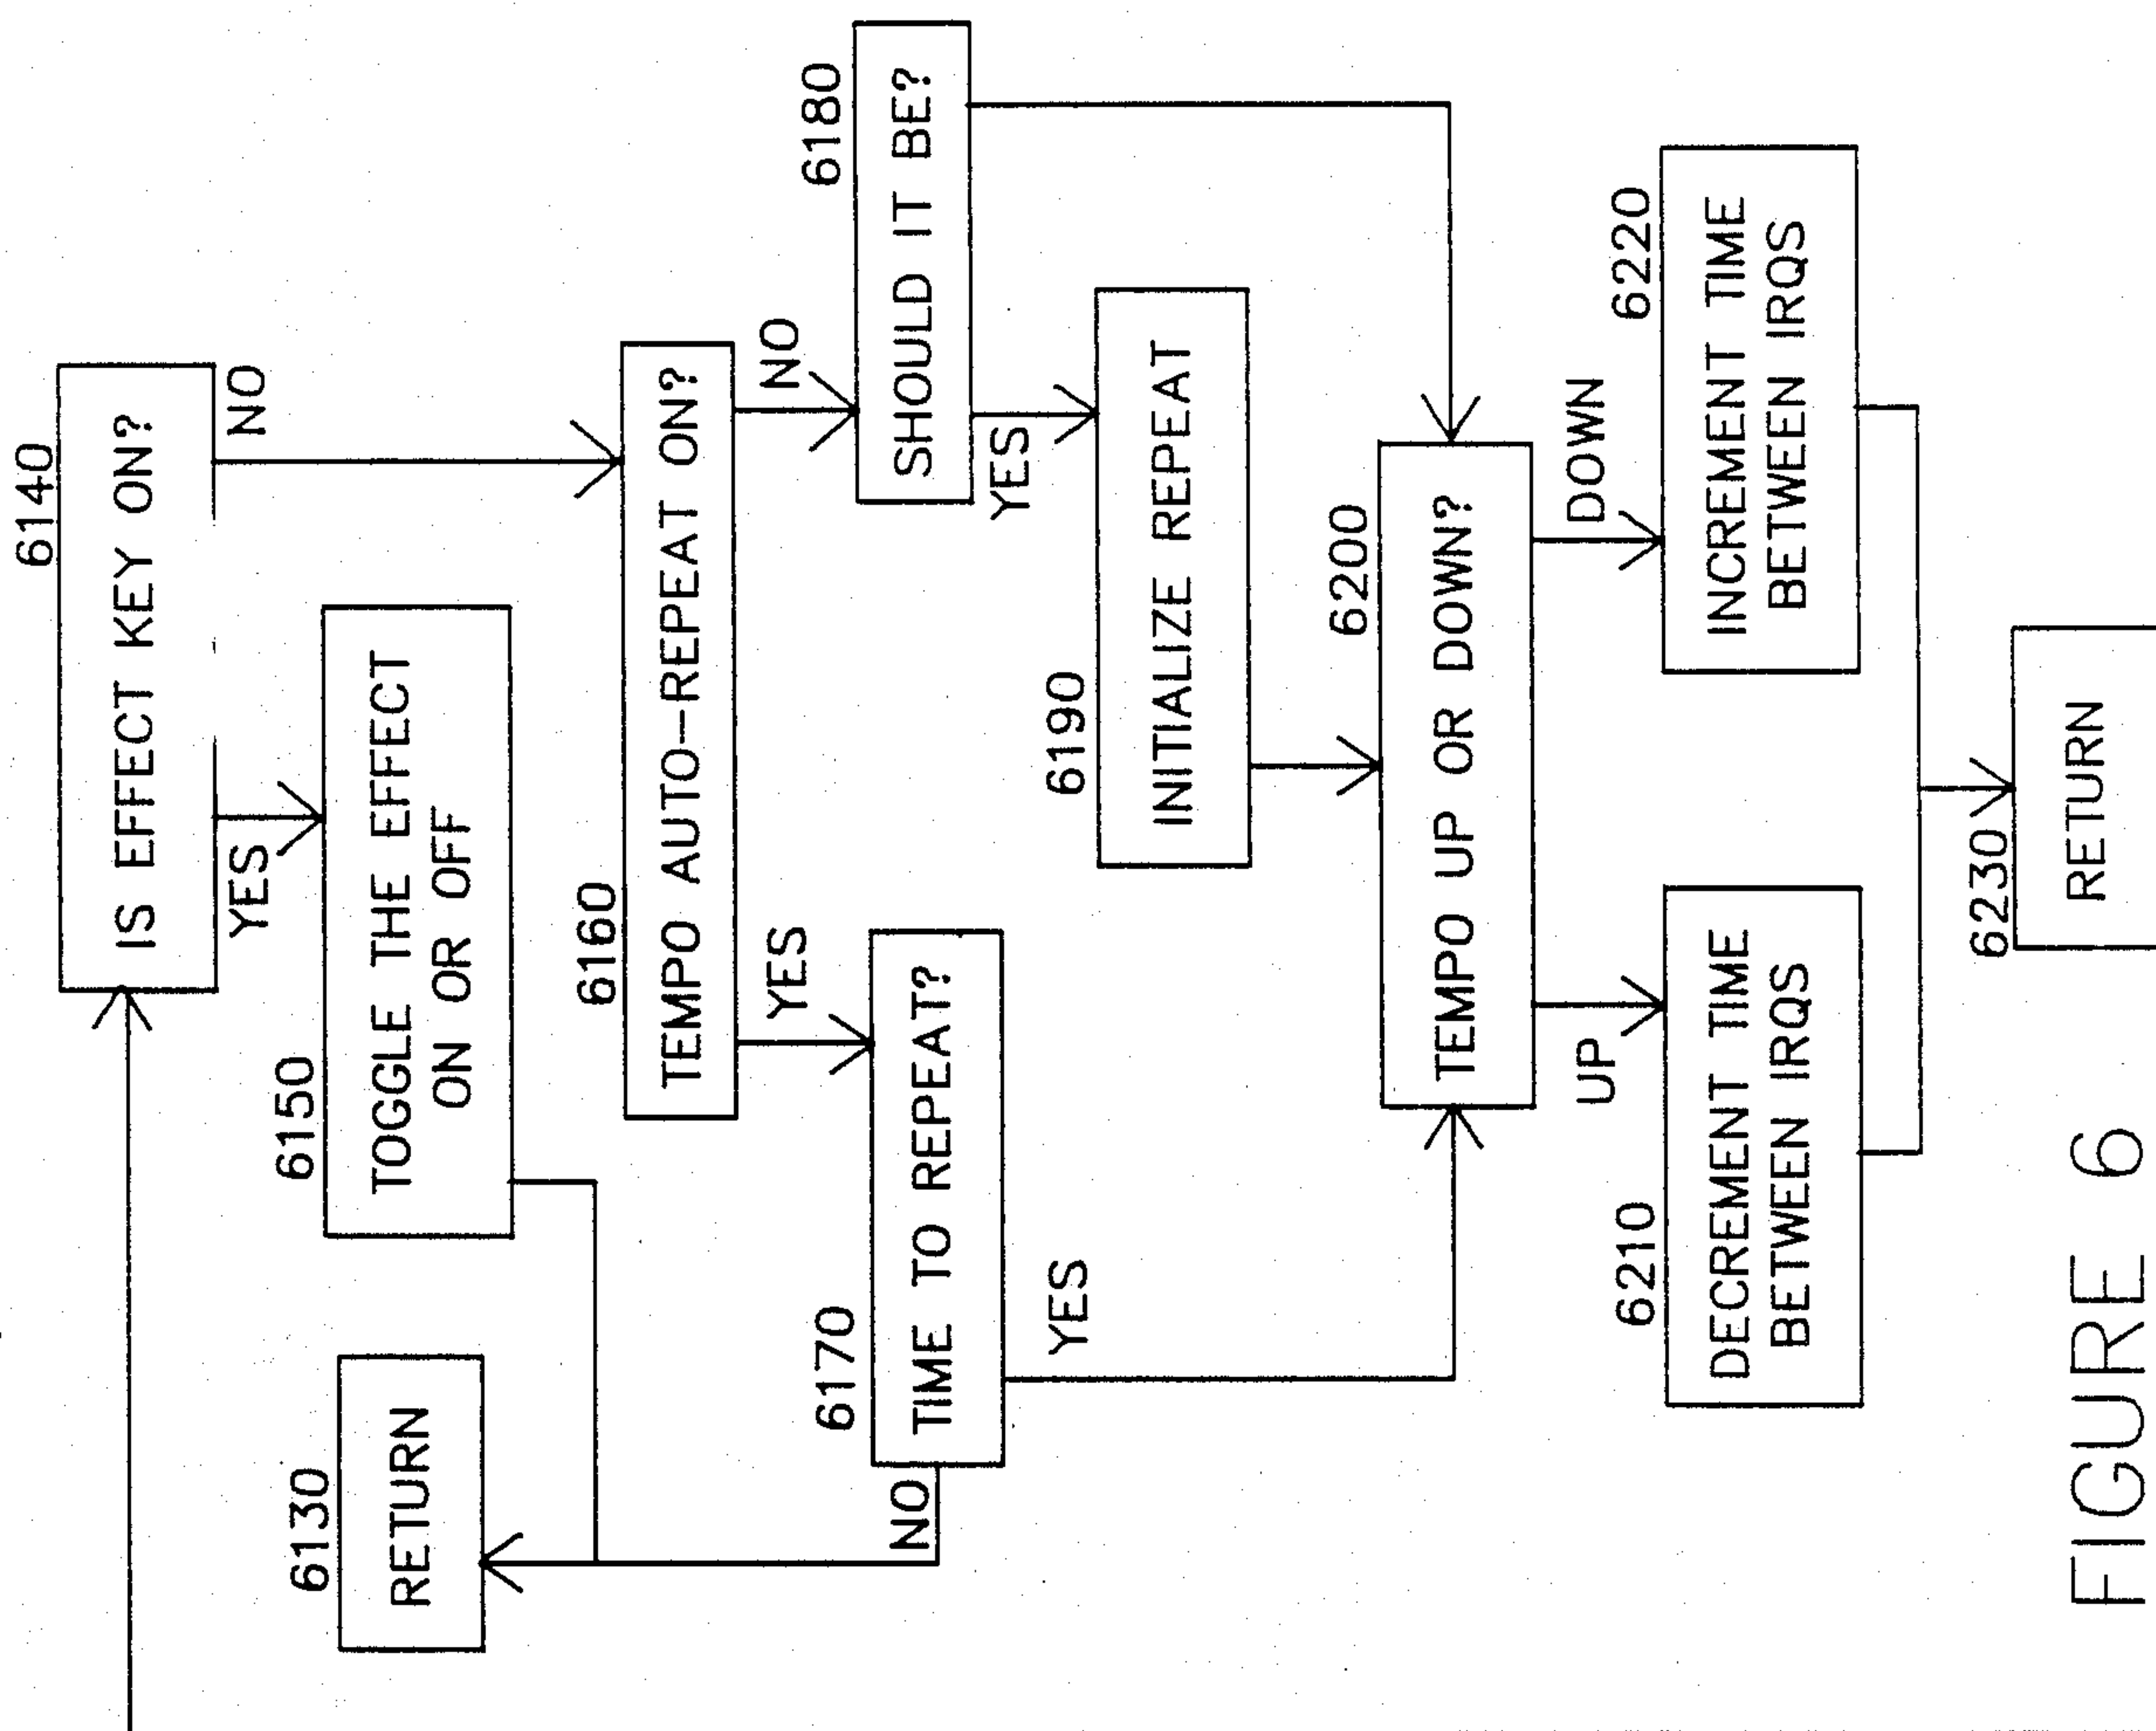 6140
IS EFFECT KEY ON?
YES
NO
6130
RETURN
6150
TOGGLE THE EFFECT
ON OR OFF
6160
TEMPO AUTO-REPEAT ON?
YES
NO
6170
TIME TO REPEAT?
NO
YES
6180
SHOULD IT BE?
YES
6190
INITIALIZE REPEAT
6200
TEMPO UP OR DOWN?
UP
DOWN
6210
DECREMENT TIME
BETWEEN IRQS
6220
INCREMENT TIME
BETWEEN IRQS
6230
RETURN
FIGURE 6